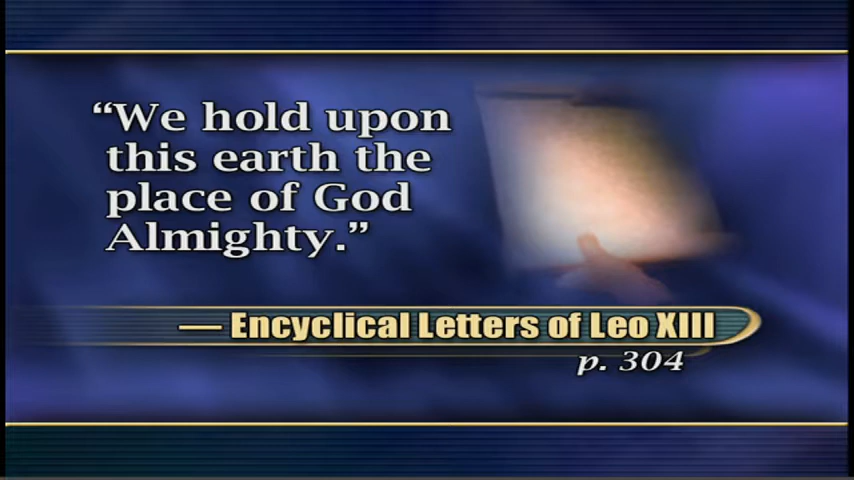 “We hold upon
this earth the
place of God
Almighty.”
— Encyclical Letters of Leo XIII
p. 304